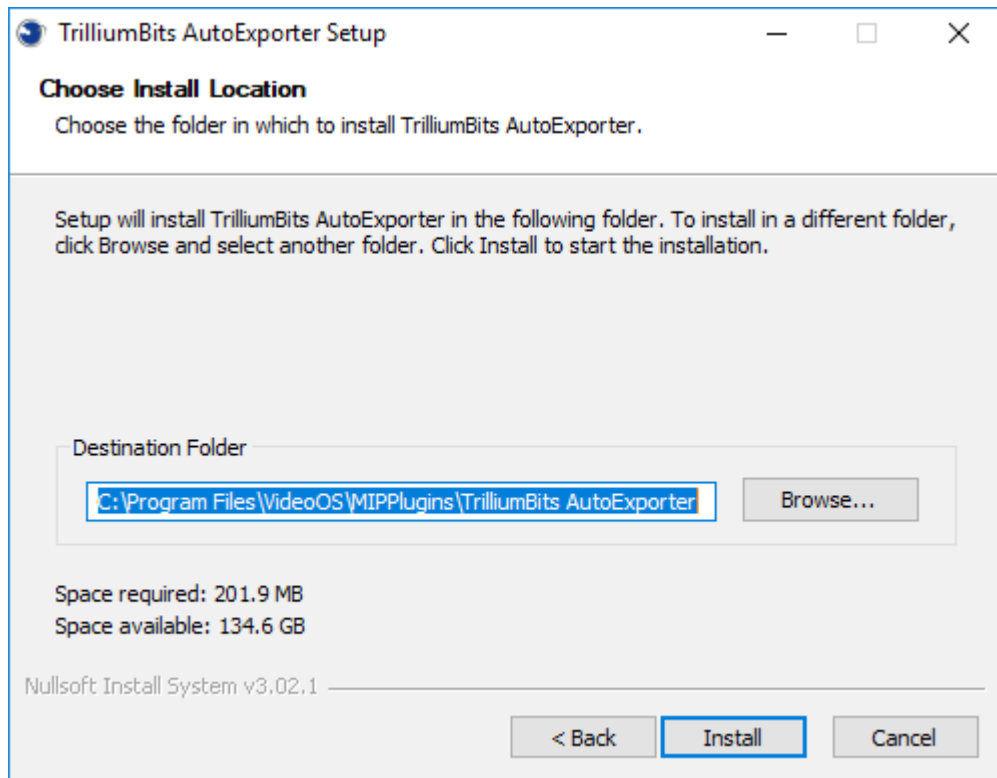 TrilliumBits AutoExporter Setup
Choose Install Location
Choose the folder in which to install TrilliumBits AutoExporter.
Setup will install TrilliumBits AutoExporter in the following folder. To install in a different folder,
click Browse and select another folder. Click Install to start the installation.
Destination Folder
C:\Program Files\VideoOS\MIPPlugins\TrilliumBits AutoExporter
Browse...
Space required: 201.9 MB
Space available: 134.6 GB
Nullsoft Install System v3.02.1
< Back
Install
Cancel